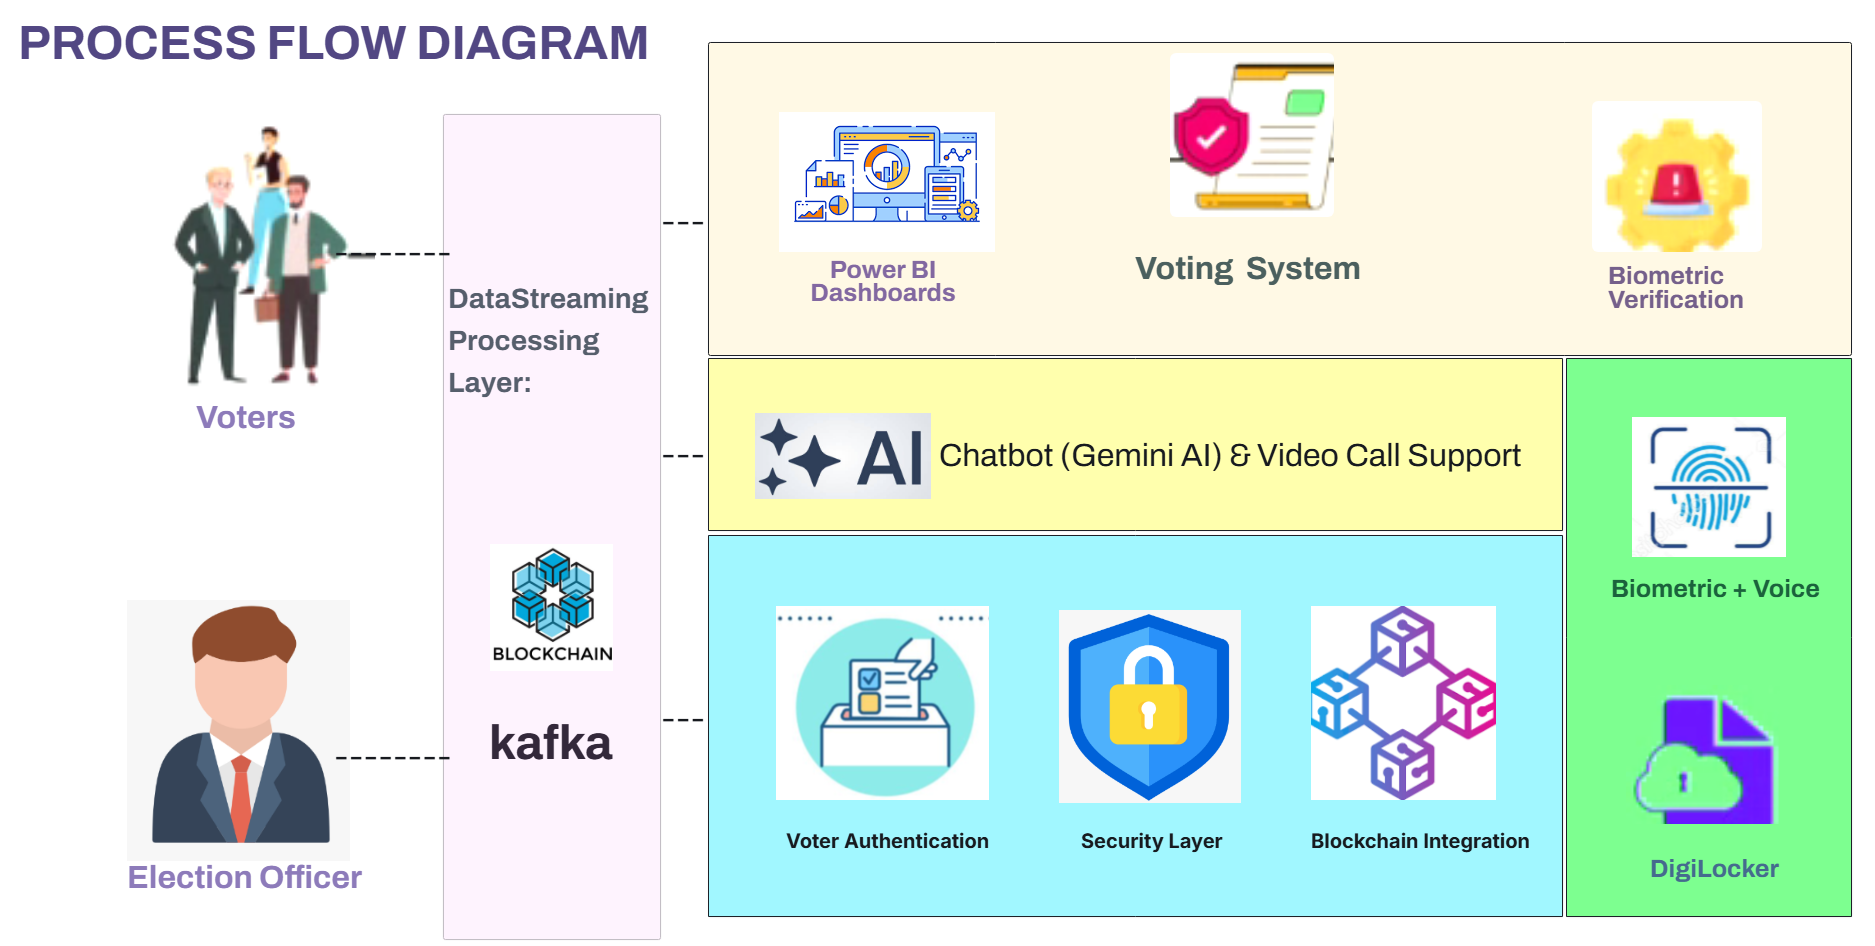 PROCESS FLOW DIAGRAM
Voters
Election Officer
DataStreaming
Processing
Layer:
BLOCKCHAIN
kafka
Power BI
Dashboards
Voting System
Biometric
Verification
AI
Chatbot (Gemini AI) & Video Call Support
Voter Authentication
Security Layer
Blockchain Integration
Biometric + Voice
DigiLocker